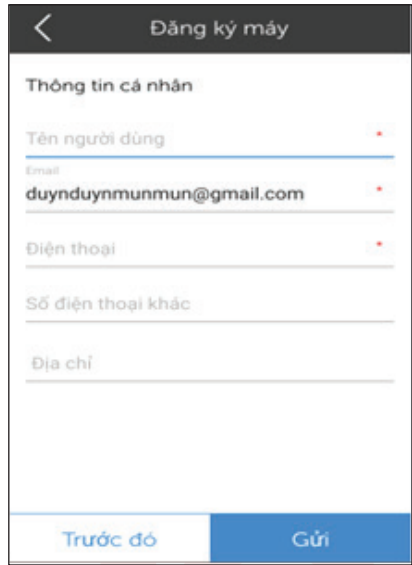 Đăng ký máy
Thông tin cá nhân
Tên người dùng *
Email
duynduynmunmun@gmail.com *
Điện thoại *
Số điện thoại khác
Địa chỉ
Trước đó
Gửi